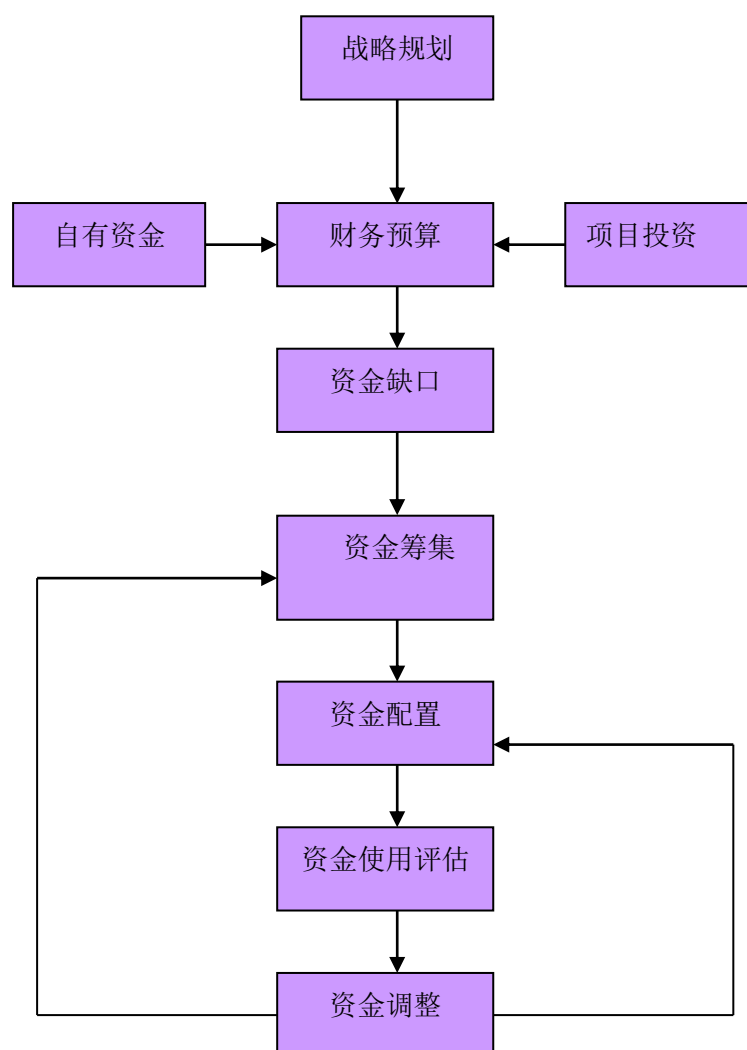 战略规划
自有资金
财务预算
项目投资
资金缺口
资金筹集
资金配置
资金使用评估
资金调整